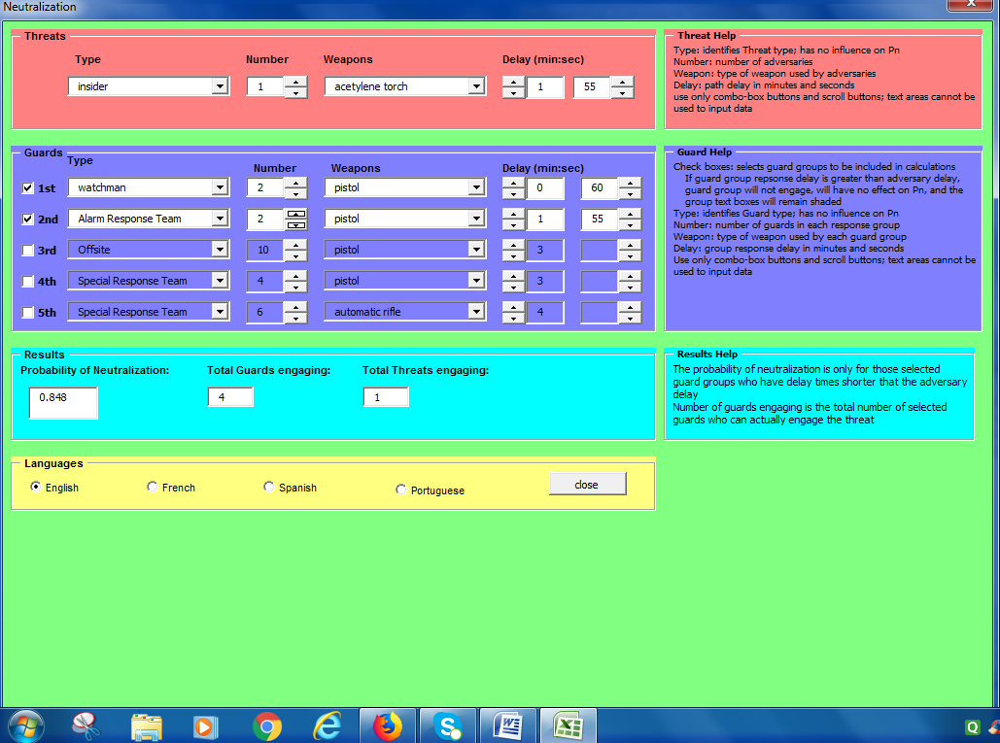 Neutralization
Threats
Type Number Weapons Delay (min:sec)
insider 1 acetylene torch 1 55
Threat Help
Type: identifies Threat type; has no influence on Pn
Number: number of adversaries
Weapon: type of weapon used by adversaries
Delay: path delay in minutes and seconds
use only combo-box buttons and scroll buttons; text areas cannot be
used to input data
Guards
Type Number Weapons Delay (min:sec)
1st watchman 2 pistol 0 60
2nd Alarm Response Team 2 pistol 1 55
3rd Offsite 10 pistol 3
4th Special Response Team 4 pistol 3
5th Special Response Team 6 automatic rifle 4
Guard Help
Check boxes: selects guard groups to be included in calculations
If guard group repsonse delay is greater than adversary delay,
guard group will not engage, will have no effect on Pn, and the
group text boxes will remain shaded
Type: identifies Guard type; has no influence on Pn
Number: number of guards in each response group
Weapon: type of weapon used by each guard group
Delay: group response delay in minutes and seconds
Use only combo-box buttons and scroll buttons; text areas cannot be
used to input data
Results
Probability of Neutralization: Total Guards engaging: Total Threats engaging:
0.848 4 1
Results Help
The probability of neutralization is only for those selected
guard groups who have delay times shorter that the adversary
delay
Number of guards engaging is the total number of selected
guards who can actually engage the threat
Languages
English French Spanish Portuguese close